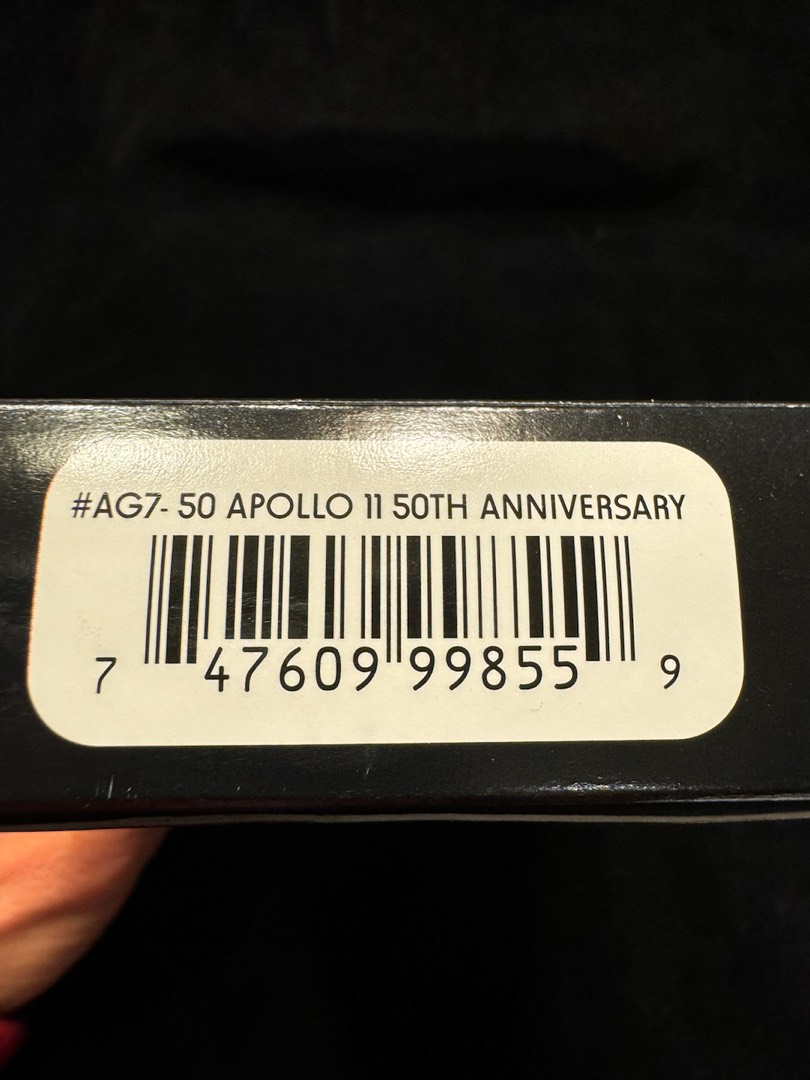 #AG7- 50 APOLLO 11 50TH ANNIVERSARY
7 47609 99855 9